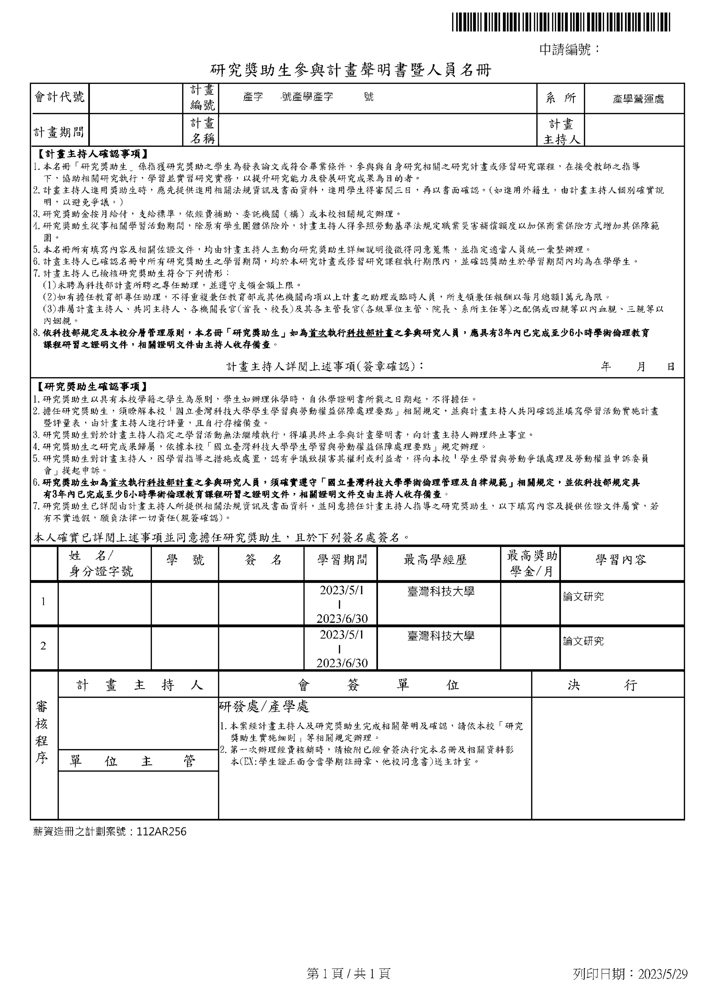 申請編號：
研究獎助生參與計畫聲明書暨人員名冊
會計代號
計畫
編號
產字 號產學產字 號
系 所
產學營運處
計畫期間
計畫
名稱
計畫
主持人
【計畫主持人確認事項】
1. 本名冊「研究獎助生」係指獲研究獎助之學生為發表論文或符合畢業條件，參與與自身研究相關之研究計畫或修習研究課程，在接受教師之指導
下，協助相關研究執行，學習並實習研究實務，以提升研究能力及發展研究成果為目的者。
2. 計畫主持人進用獎助生時，應先提供進用相關法規資訊及書面資料，進用學生得審閱三日，再以書面確認。(如進用外籍生，由計畫主持人個別確實說
明，以避免爭議。)
3. 研究獎助金按月給付，支給標準，依經費補助、委託機關（構）或本校相關規定辦理。
4. 研究獎助生從事相關學習活動期間，除原有學生團體保險外，計畫主持人得參照勞動基準法規定職業災害補償額度以加保商業保險方式增加其保障範
圍。
5. 本名冊所有填寫內容及相關佐證文件，均由計畫主持人主動向研究獎助生詳細說明後徵得同意蒐集，並指定適當人員統一彙整辦理。
6. 計畫主持人已確認名冊中所有研究獎助生之學習期間，均於本研究計畫或修習研究課程執行期限內，並確認獎助生於學習期間內均為在學學生。
7. 計畫主持人已檢核研究獎助生符合下列情形：
(1)未聘為科技部計畫所聘之專任助理，並遵守支領金額上限。
(2)如有擔任教育部專任助理，不得重複兼任教育部或其他機關兩項以上計畫之助理或臨時人員，所支領兼任報酬以每月總額1萬元為限。
(3)非屬計畫主持人、共同主持人、各機關長官(首長、校長)及其各主管長官(各級單位主管、院長、系所主任等)之配偶或四親等以內血親、三親等以
內姻親。
8. 依科技部規定及本校分層管理原則，本名冊「研究獎助生」如為首次執行科技部計畫之參與研究人員，應具有3年內已完成至少6小時學術倫理教育
課程研習之證明文件，相關證明文件由主持人收存備查。
計畫主持人詳閱上述事項(簽章確認)： 年 月 日
【研究獎助生確認事項】
1. 研究獎助生以具有本校學籍之學生為原則，學生如辦理休學時，自休學證明書所載之日期起，不得擔任。
2. 擔任研究獎助生，須瞭解本校「國立臺灣科技大學學生學習與勞動權益保障處理要點」相關規定，並與計畫主持人共同確認並填寫學習活動實施計畫
暨評量表，由計畫主持人進行評量，且自行存檔備查。
3. 研究獎助生對於計畫主持人指定之學習活動無法繼續執行，得填具終止參與計畫聲明書，向計畫主持人辦理終止事宜。
4. 研究獎助生之研究成果歸屬，依據本校「國立臺灣科技大學學生學習與勞動權益保障處理要點」規定辦理。
5. 研究獎助生對計畫主持人，因學習指導之措施或處置，認有爭議致損害其權利或利益者，得向本校「學生學習與勞動爭議處理及勞動權益申訴委員
會」提起申訴。
6. 研究獎助生如為首次執行科技部計畫之參與研究人員，須確實遵守「國立臺灣科技大學學術倫理管理及自律規範」相關規定，並依科技部規定具
有3年內已完成至少6小時學術倫理教育課程研習之證明文件，相關證明文件交由主持人收存備查。
7. 研究獎助生已詳閱由計畫主持人所提供相關法規資訊及書面資料，並同意擔任計畫主持人指導之研究獎助生，以下填寫內容及提供佐證文件屬實，若
有不實造假，願負法律一切責任(親簽確認)。
本人確實已詳閱上述事項並同意擔任研究獎助生，且於下列簽名處簽名。
姓 名/
身分證字號
學 號
簽 名
學習期間
最高學經歷
最高獎助
學金/月
學習內容
1
2023/5/1
|
2023/6/30
臺灣科技大學
論文研究
2
2023/5/1
|
2023/6/30
臺灣科技大學
論文研究
審核程序
計 畫 主 持 人
會 簽 單 位
決 行
研發處/產學處
1. 本案經計畫主持人及研究獎助生完成相關聲明及確認，請依本校「研究
獎助生實施細則」等相關規定辦理。
2. 第一次辦理經費核銷時，請檢附已經會簽決行完本名冊及相關資料影
本(EX:學生證正面含當學期註冊章、他校同意書)送主計室。
單 位 主 管
薪資造冊之計劃案號：112AR256
第 1 頁 / 共 1 頁
列印日期：2023/5/29